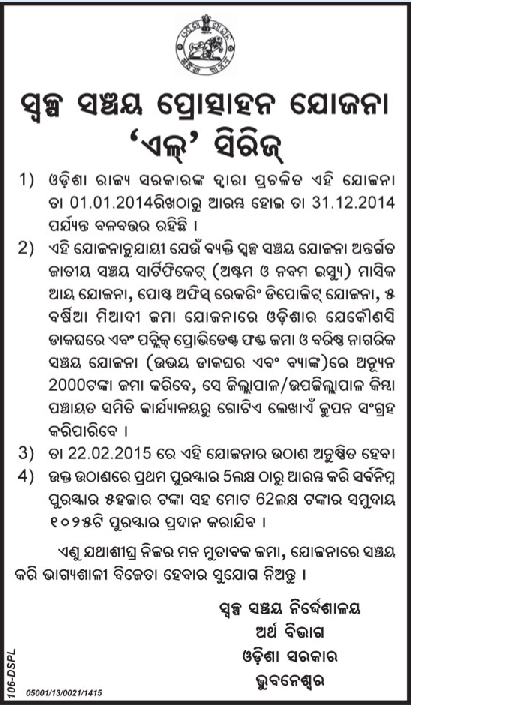 ସ୍ୱଳ୍ପ ସଞ୍ଚୟ ପ୍ରୋତ୍ସାହନ ଯୋଜନା
‘ଏଲ୍’ ସିରିଜ୍
1) ଓଡ଼ିଶା ରାଜ୍ୟ ସରକାରଙ୍କ ଦ୍ୱାରା ପ୍ରଚଳିତ ଏହି ଯୋଜନା
ତା 01.01.2014ରିଖଠାରୁ ଆରମ୍ଭ ହୋଇ ତା 31.12.2014
ପର୍ଯ୍ୟନ୍ତ ବଳବତ୍ତର ରହିଛି ।
2) ଏହି ଯୋଜନାନୁଯାୟୀ ଯେଉଁ ବ୍ୟକ୍ତି ସ୍ୱଳ୍ପ ସଞ୍ଚୟ ଯୋଜନା ଅନ୍ତର୍ଗତ
ଜାତୀୟ ସଞ୍ଚୟ ସାର୍ଟିଫିକେଟ୍ (ଅଷ୍ଟମ ଓ ନବମ ଇସ୍ୟୁ) ମାସିକ
ଆୟ ଯୋଜନା, ପୋଷ୍ଟ ଅଫିସ୍ ରେକରିଂ ଡିପୋଜିଟ୍ ଯୋଜନା, ୫
ବର୍ଷିଆ ମିଆଦୀ ଜମା ଯୋଜନାରେ ଓଡ଼ିଶାର ଯେକୌଣସି
ଡାକଘରେ ଏବଂ ପବ୍ଲିକ୍ ପ୍ରୋଭିଡେଣ୍ଟ ଫଣ୍ଡ ଜମା ଓ ବରିଷ୍ଠ ନାଗରିକ
ସଞ୍ଚୟ ଯୋଜନା (ଉଭୟ ଡାକଘର ଏବଂ ବ୍ୟାଙ୍କ)ରେ ଅନ୍ୟୂନ
2000ଟଙ୍କା ଜମା କରିବେ, ସେ ଜିଲ୍ଲାପାଳ/ଉପଜିଲ୍ଲାପାଳ କିମ୍ବା
ପଞ୍ଚାୟତ ସମିତି କାର୍ଯ୍ୟାଳୟରୁ ଗୋଟିଏ ଲେଖାଏଁ କୁପନ ସଂଗ୍ରହ
କରିପାରିବେ ।
3) ତା 22.02.2015 ରେ ଏହି ଯୋଜନାର ଉଠାଣ ଅନୁଷ୍ଠିତ ହେବ।
4) ଉକ୍ତ ଉଠାଣରେ ପ୍ରଥମ ପୁରସ୍କାର 5ଲକ୍ଷ ଠାରୁ ଆରମ୍ଭ କରି ସର୍ବନିମ୍ନ
ପୁରସ୍କାର ୫ହଜାର ଟଙ୍କା ସହ ମୋଟ 62ଲକ୍ଷ ଟଙ୍କାର ସମୁଦାୟ
୧୦୨୫ଟି ପୁରସ୍କାର ପ୍ରଦାନ କରାଯିବ ।
ଏଣୁ ଯଥାଶୀଘ୍ର ନିଜର ମନ ମୁତାବକ ଜମା, ଯୋଜନାରେ ସଞ୍ଚୟ
କରି ଭାଗ୍ୟଶାଳୀ ବିଜେତା ହେବାର ସୁଯୋଗ ନିଅନ୍ତୁ ।
ସ୍ୱଳ୍ପ ସଞ୍ଚୟ ନିର୍ଦ୍ଦେଶାଳୟ
ଅର୍ଥ ବିଭାଗ
ଓଡ଼ିଶା ସରକାର
ଭୁବନେଶ୍ୱର
106-DSPL
05001/13/0021/1415